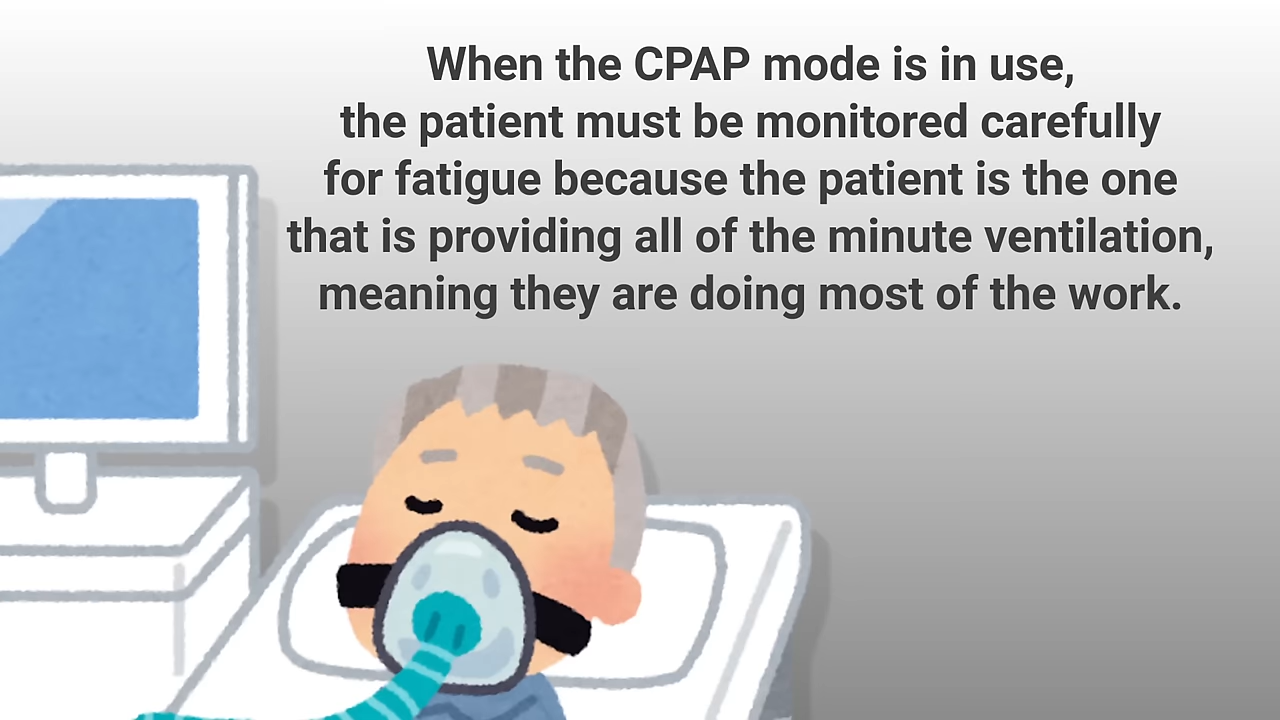 When the CPAP mode is in use,
the patient must be monitored carefully
for fatigue because the patient is the one
that is providing all of the minute ventilation,
meaning they are doing most of the work.